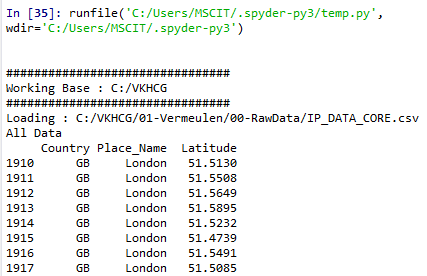 In [35]: runfile('C:/Users/MSCIT/.spyder-py3/temp.py',
wdir='C:/Users/MSCIT/.spyder-py3')
################################
Working Base : C:/VKHCG
################################
Loading : C:/VKHCG/01-Vermeulen/00-RawData/IP_DATA_CORE.csv
All Data
     Country Place_Name  Latitude
1910      GB     London   51.5130
1911      GB     London   51.5508
1912      GB     London   51.5649
1913      GB     London   51.5895
1914      GB     London   51.5232
1915      GB     London   51.4739
1916      GB     London   51.5491
1917      GB     London   51.5085